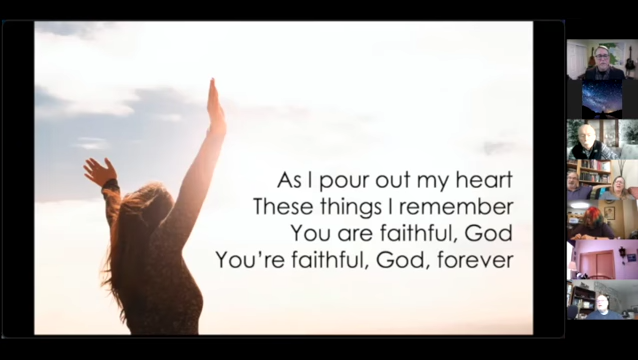 As I pour out my heart
These things I remember
You are faithful, God
You're faithful, God, forever